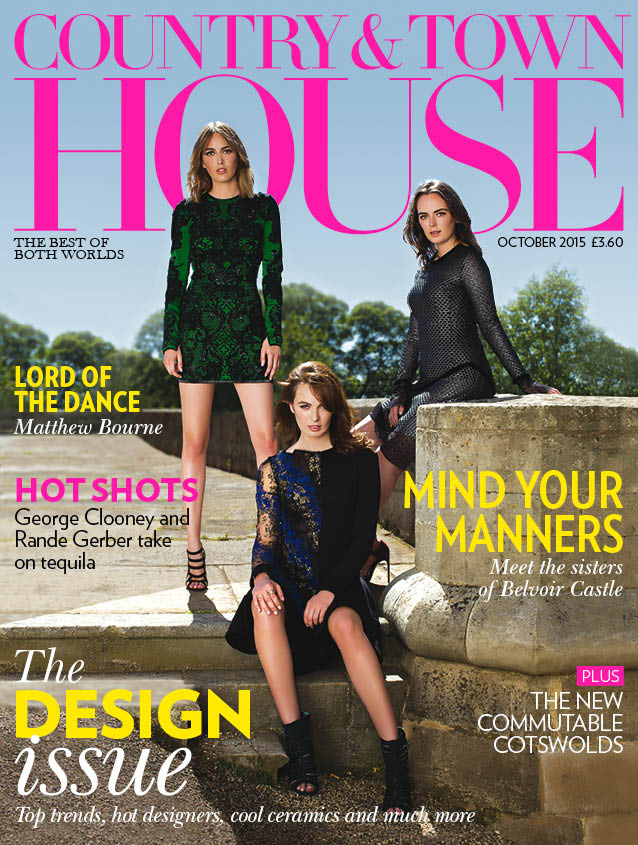 COUNTRY & TOWN
HOUSE
THE BEST OF
BOTH WORLDS
OCTOBER 2015 £3.60
LORD OF
THE DANCE
Matthew Bourne
HOT SHOTS
George Clooney and
Rande Gerber take
on tequila
MIND YOUR
MANNERS
Meet the sisters
of Belvoir Castle
The
DESIGN
issue
Top trends, hot designers, cool ceramics and much more
PLUS
THE NEW
COMMUTABLE
COTSWOLDS